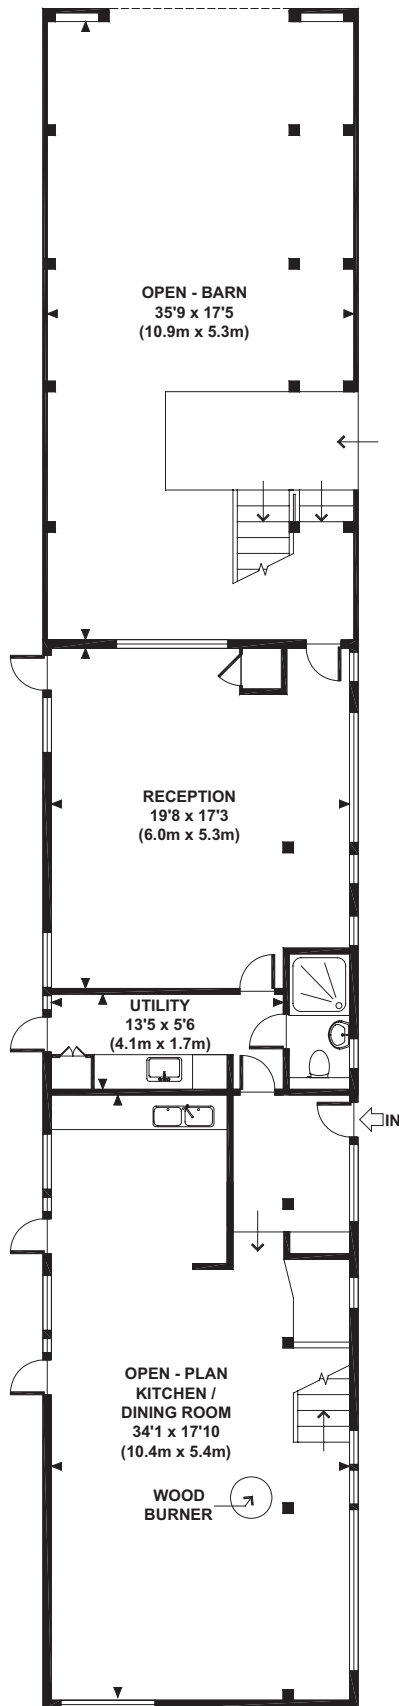 OPEN - BARN
35'9 x 17'5
(10.9m x 5.3m)
RECEPTION
19'8 x 17'3
(6.0m x 5.3m)
UTILITY
13'5 x 5'6
(4.1m x 1.7m)
IN
OPEN - PLAN
KITCHEN /
DINING ROOM
34'1 x 17'10
(10.4m x 5.4m)
WOOD
BURNER